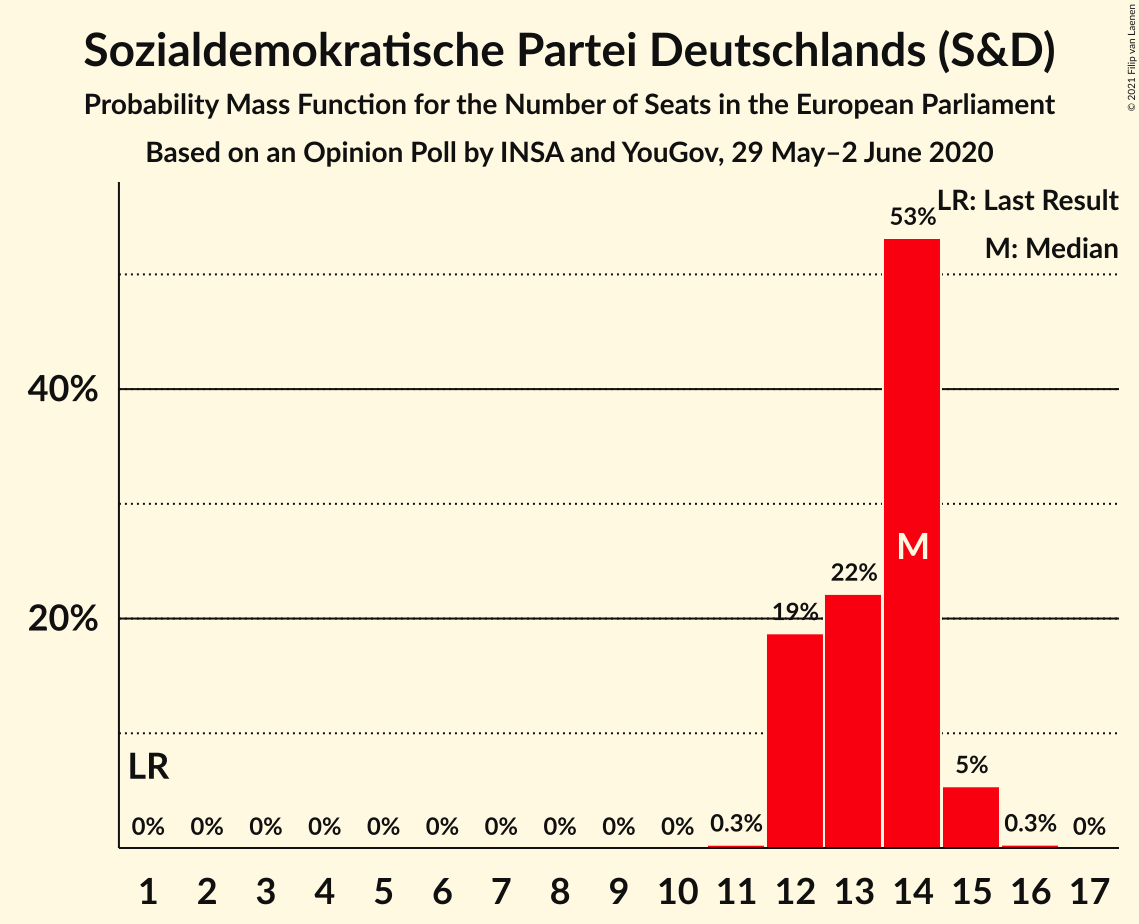 Sozialdemokratische Partei Deutschlands (S&D)
Probability Mass Function for the Number of Seats in the European Parliament
Based on an Opinion Poll by INSA and YouGov, 29 May–2 June 2020
© 2021 Filip van Laenen
LR: Last Result
M: Median
53%
40%
M
22%
19%
20%
LR
5%
0% 0% 0% 0% 0% 0% 0% 0% 0% 0% 0.3% 0.3% 0%
1 2 3 4 5 6 7 8 9 10 11 12 13 14 15 16 17